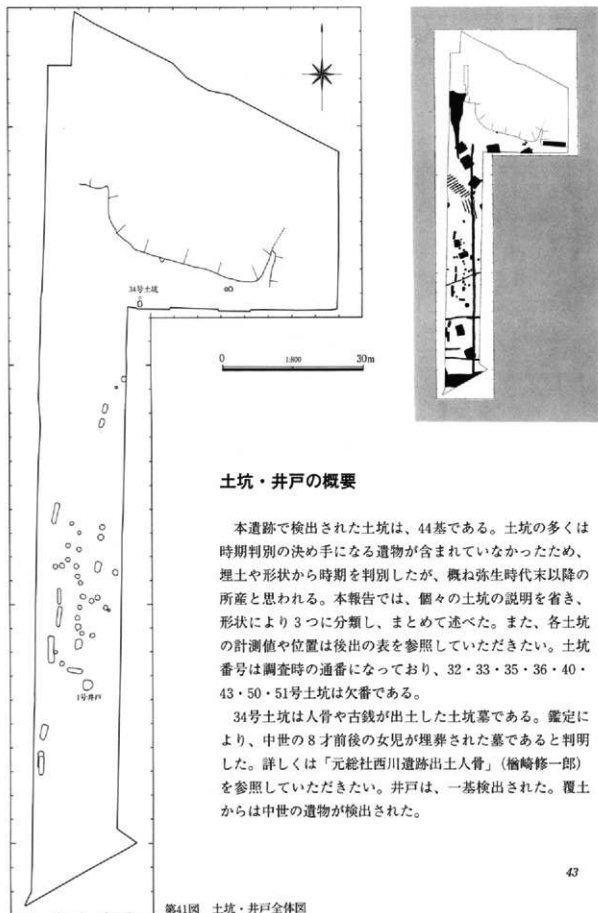 34号土坑
0 1:800 30m
1号井戸
土坑・井戸の概要
本遺跡で検出された土坑は、44基である。土坑の多くは
時期判別の決め手になる遺物が含まれていなかったため、
埋土や形状から時期を判別したが、概ね弥生時代末以降の
所産と思われる。本報告では、個々の土坑の説明を省き、
形状により3つに分類し、まとめて述べた。また、各土坑
の計測値や位置は後出の表を参照していただきたい。土坑
番号は調査時の通番になっており、32・33・35・36・40・
43・50・51号土坑は欠番である。
34号土坑は人骨や古銭が出土した土坑墓である。鑑定に
より、中世の8才前後の女児が埋葬された墓であると判明
した。詳しくは「元総社西川遺跡出土人骨」（楢崎修一郎）
を参照していただきたい。井戸は、一基検出された。覆土
からは中世の遺物が検出された。
43
第41図 土坑・井戸全体図